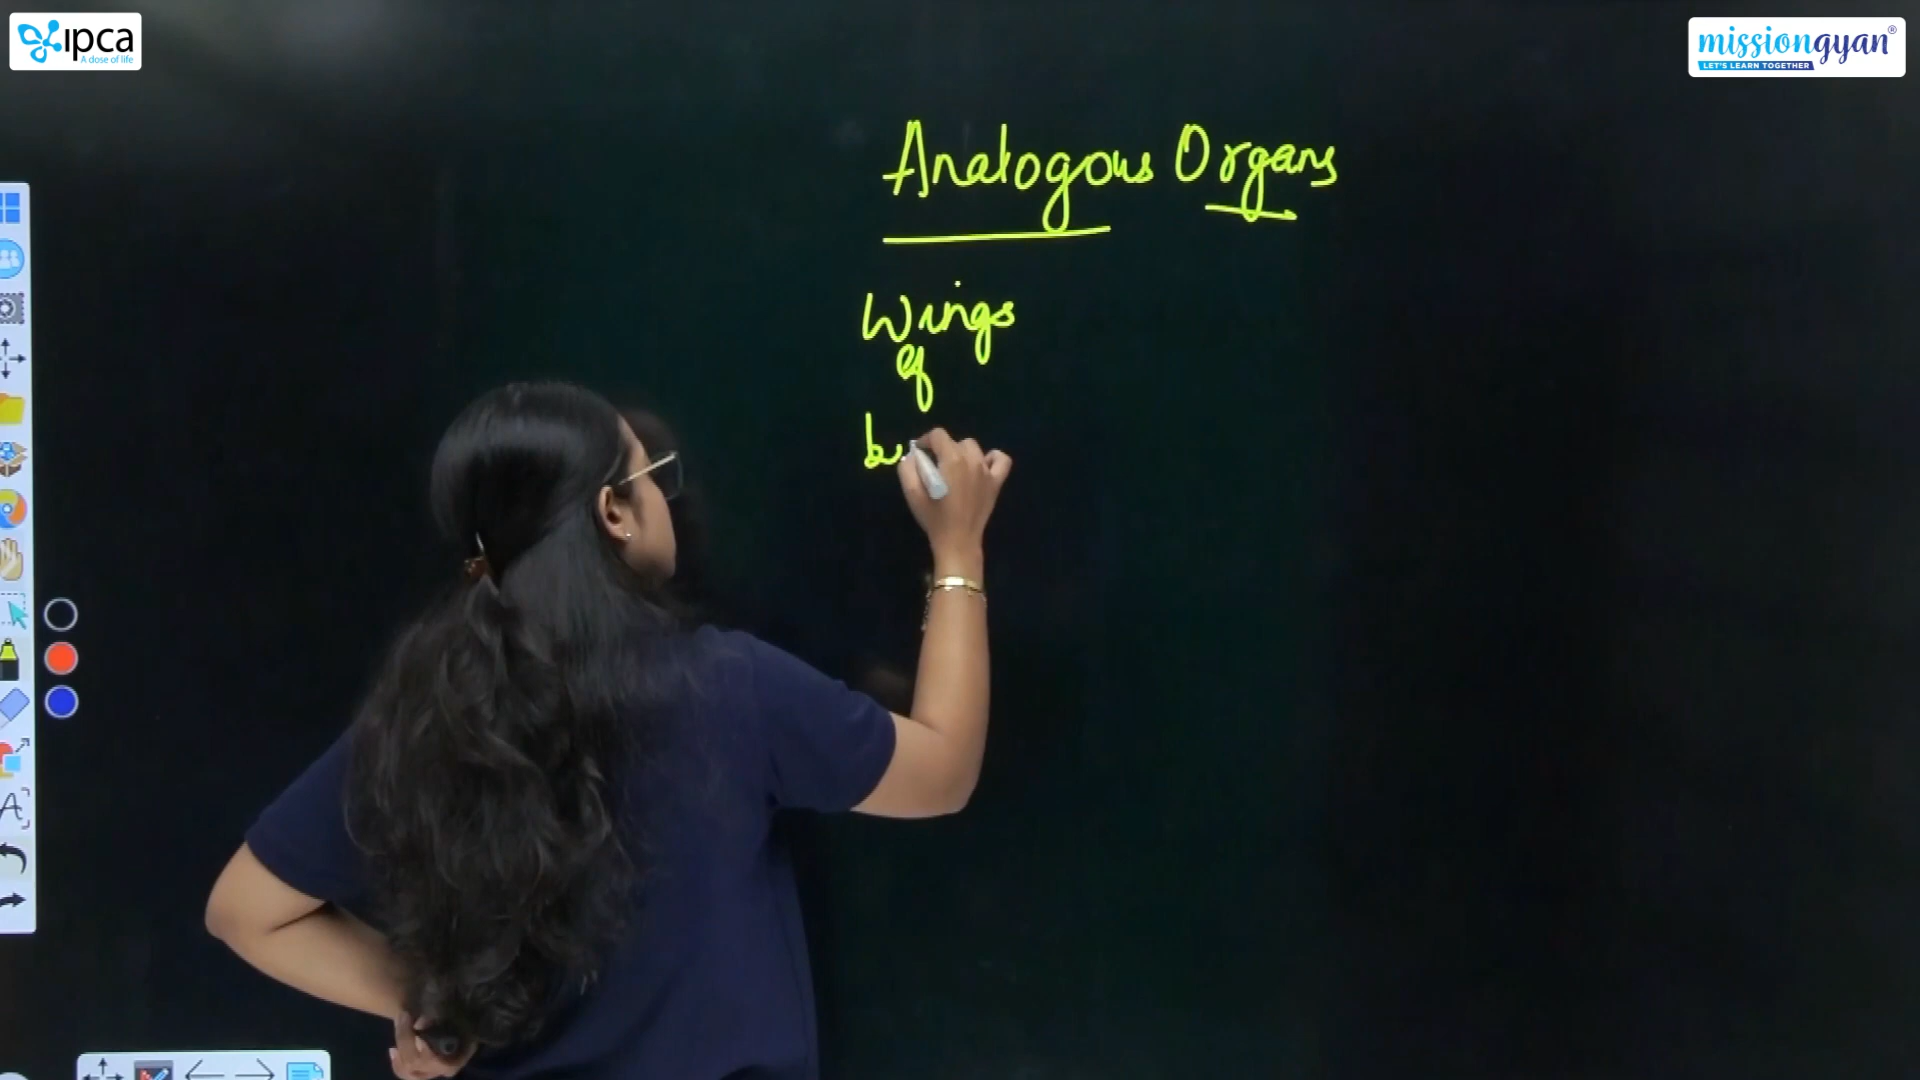 ipca
A dose of life
missiongyan®
LET'S LEARN TOGETHER
Analogous Organs
Wings
of